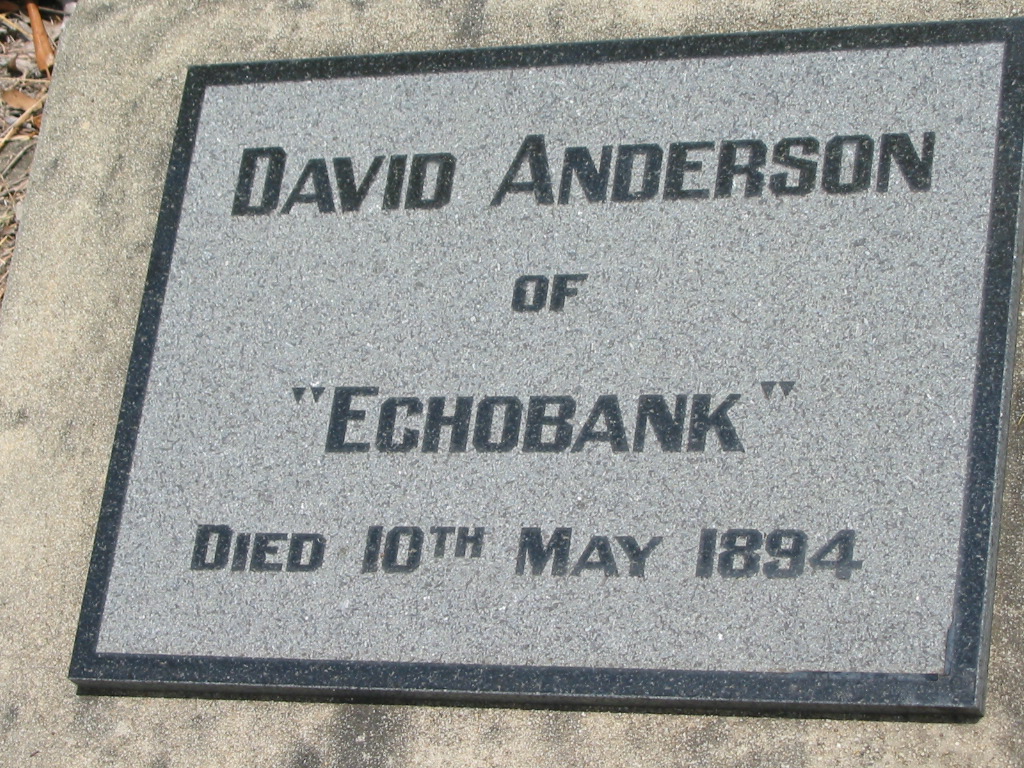 DAVID ANDERSON
OF
"ECHOBANK"
DIED 10TH MAY 1894